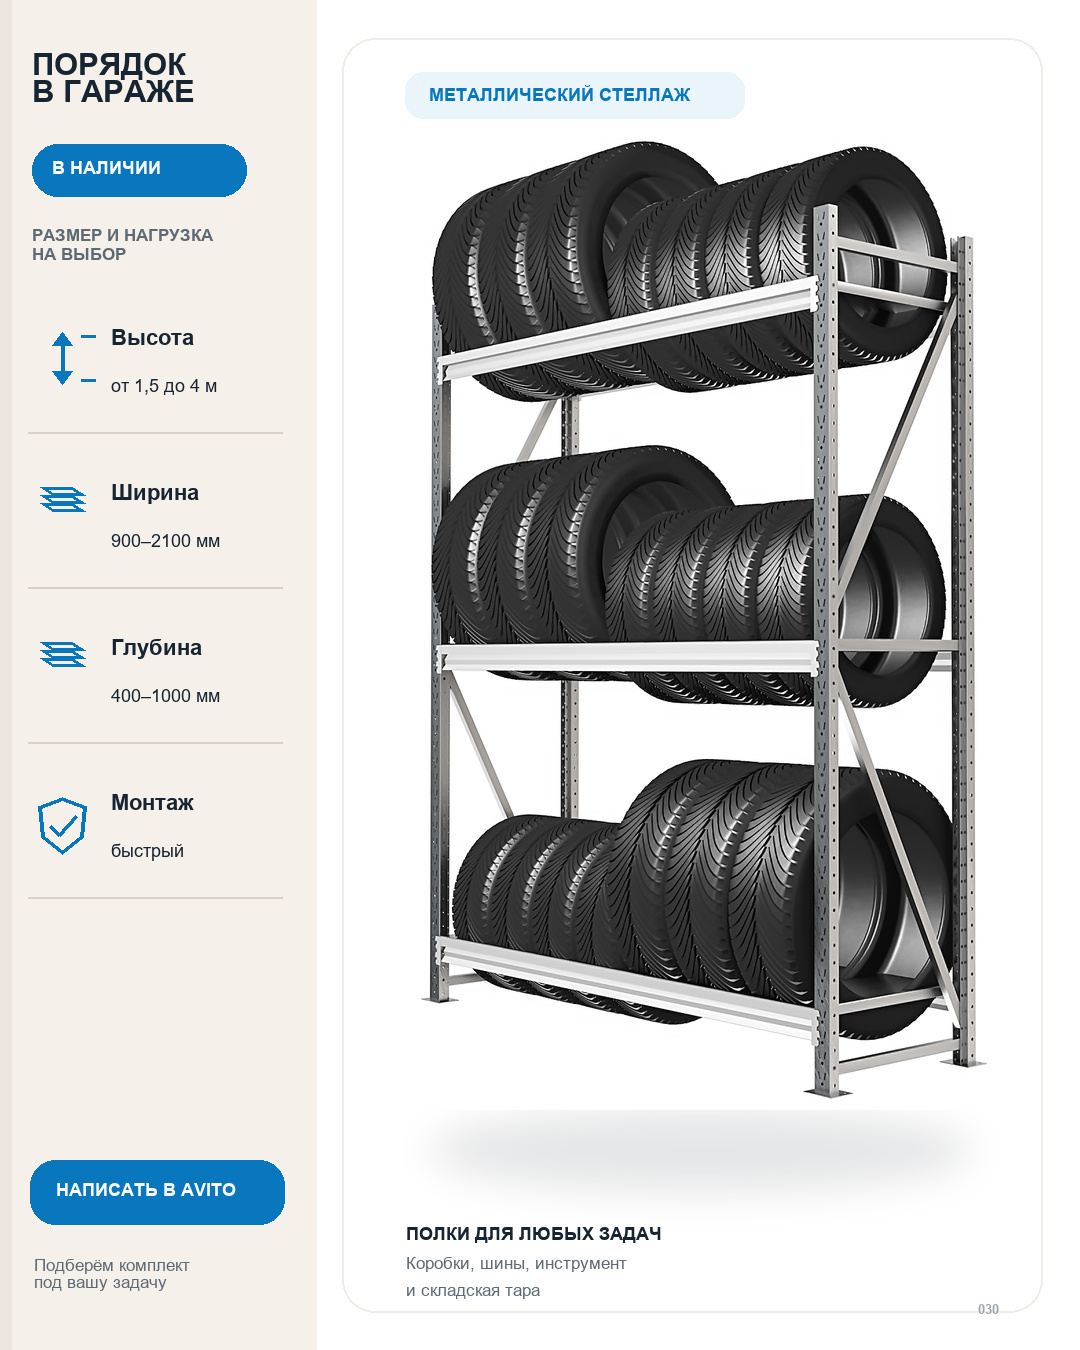 ПОРЯДОК
В ГАРАЖЕ
В НАЛИЧИИ
РАЗМЕР И НАГРУЗКА
НА ВЫБОР
Высота
от 1,5 до 4 м
Ширина
900–2100 мм
Глубина
400–1000 мм
Монтаж
быстрый
НАПИСАТЬ В AVITO
Подберём комплект
под вашу задачу
МЕТАЛЛИЧЕСКИЙ СТЕЛЛАЖ
ПОЛКИ ДЛЯ ЛЮБЫХ ЗАДАЧ
Коробки, шины, инструмент
и складская тара
030